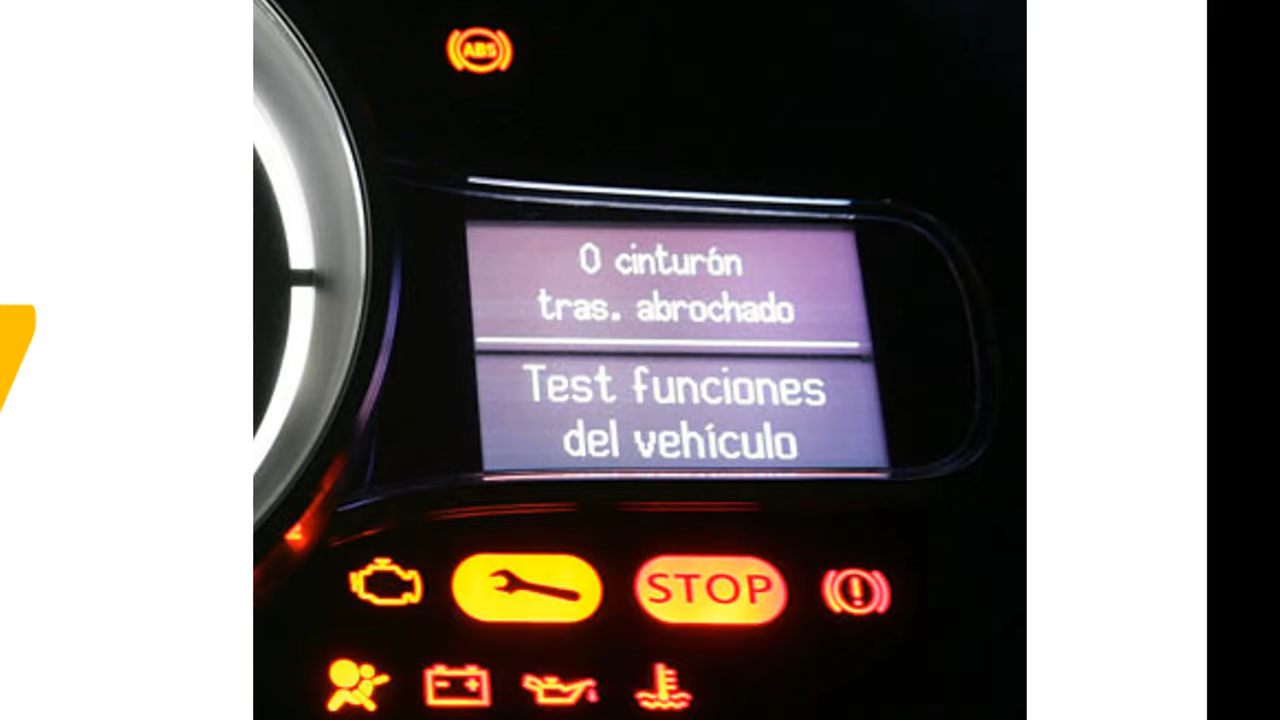 ABS
0 cinturón
tras. abrochado
Test funciones
del vehículo
STOP